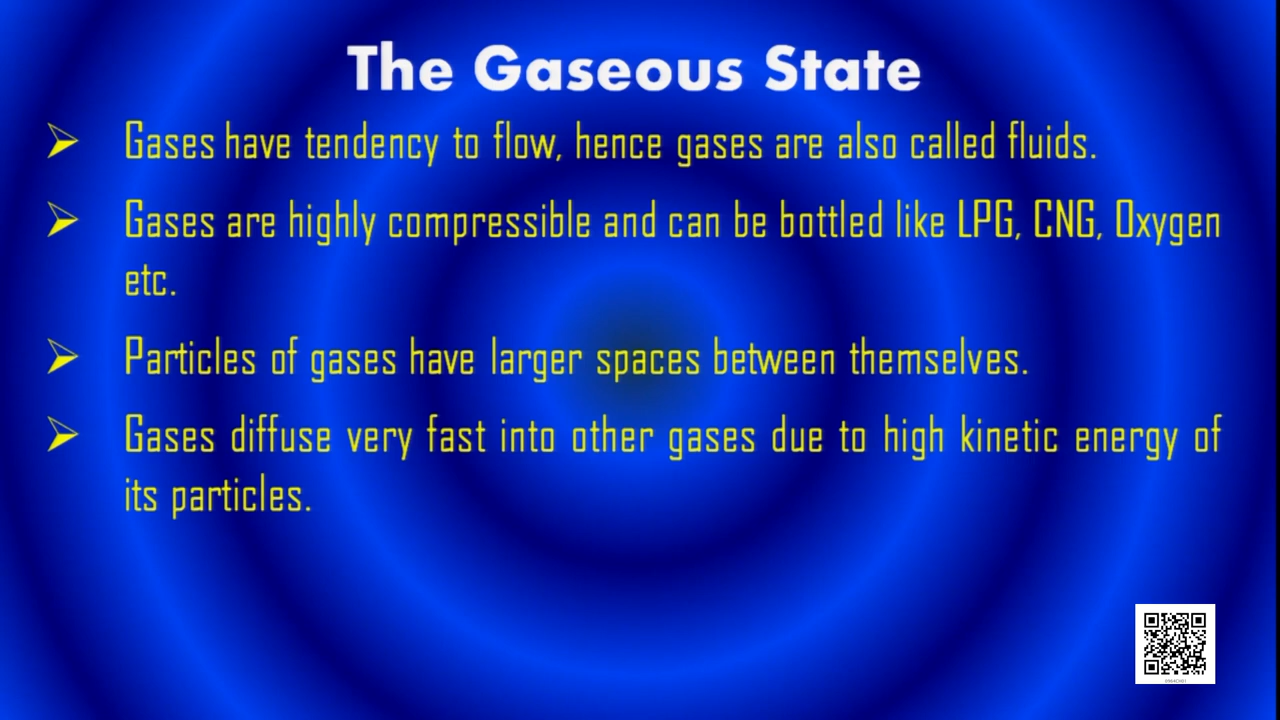 The Gaseous State
➢ Gases have tendency to flow, hence gases are also called fluids.
➢ Gases are highly compressible and can be bottled like LPG, CNG, Oxygen
etc.
➢ Particles of gases have larger spaces between themselves.
➢ Gases diffuse very fast into other gases due to high kinetic energy of
its particles.